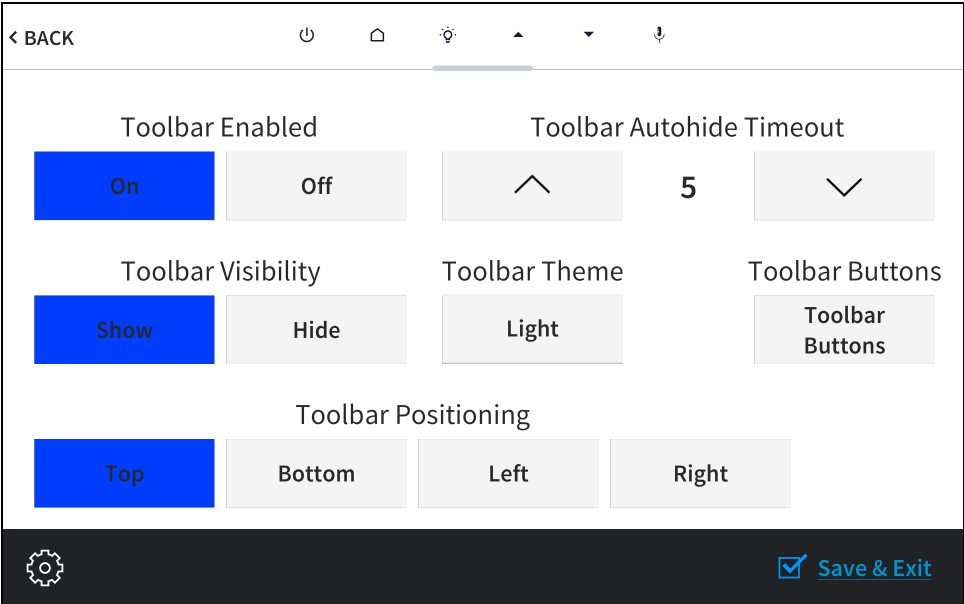 < BACK
Toolbar Enabled
Toolbar Autohide Timeout
On
Off
5
Toolbar Visibility
Toolbar Theme
Toolbar Buttons
Show
Hide
Light
Toolbar
Buttons
Toolbar Positioning
Top
Bottom
Left
Right
Save & Exit